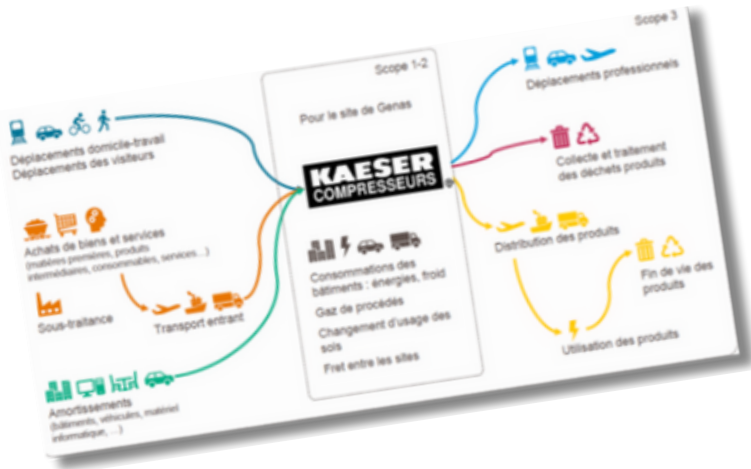 Scope 3
Scope 1-2
Pour le site de Genas
KAESER
COMPRESSEURS
Déplacements domicile-travail
Déplacements des visiteurs
Achats de biens et services
(matières premières, produits
intermédiaires, consommables, services…)
Sous-traitance
Transport entrant
Amortissements
(bâtiments, véhicules, matériel
informatique, …)
Consommations des
bâtiments : énergies, froid
Gaz de procédés
Changement d'usage des
sols
Fret entre les sites
Déplacements professionnels
Collecte et traitement
des déchets produits
Distribution des produits
Fin de vie des
produits
Utilisation des produits